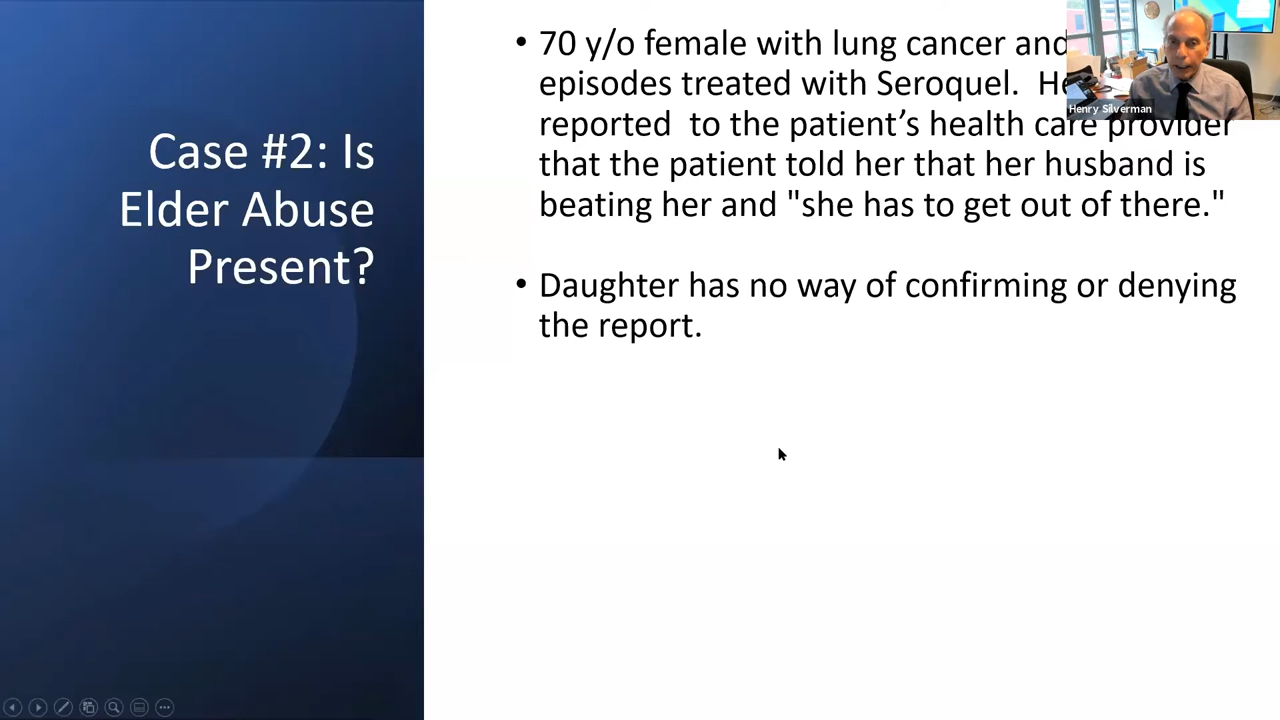 Case #2: Is
Elder Abuse
Present?
• 70 y/o female with lung cancer and
episodes treated with Seroquel.
reported  to the patient’s health care provider
that the patient told her that her husband is
beating her and "she has to get out of there."
• Daughter has no way of confirming or denying
the report.
Henry Silverman